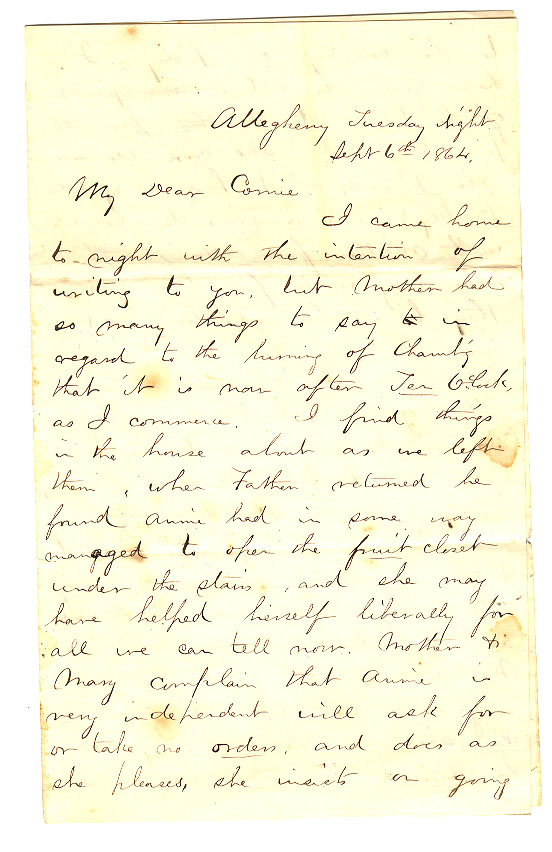 Allegheny Tuesday Night
Sept 6th 1864.
My Dear Connie
I came home
to-night with the intention of
writing to you, but Mother had
so many things to say in
regard to the burning of Chamb'g
that it is now after Ten O'Clock,
as I commence. I find things
in the house about as we left
them, when Father returned he
found Annie had in some way
managed to open the fruit closet
under the stairs, and she may
have helped herself liberally for
all we can tell now. Mother &
Mary complain that Annie is
very independent will ask for
or take no orders, and does as
she pleases, she insists on going